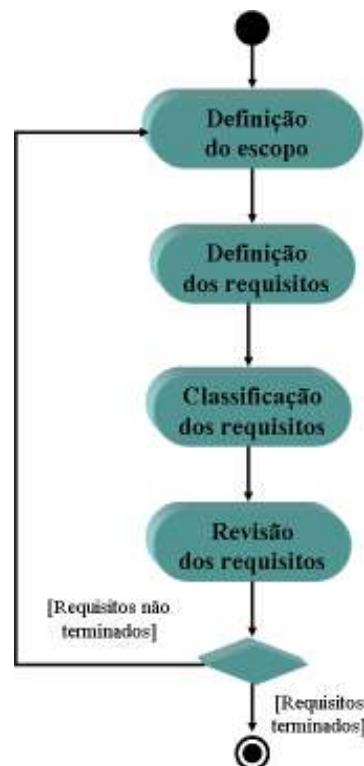 Definição
do escopo
Definição
dos requisitos
Classificação
dos requisitos
Revisão
dos requisitos
[Requisitos não
terminados]
[Requisitos
terminados]